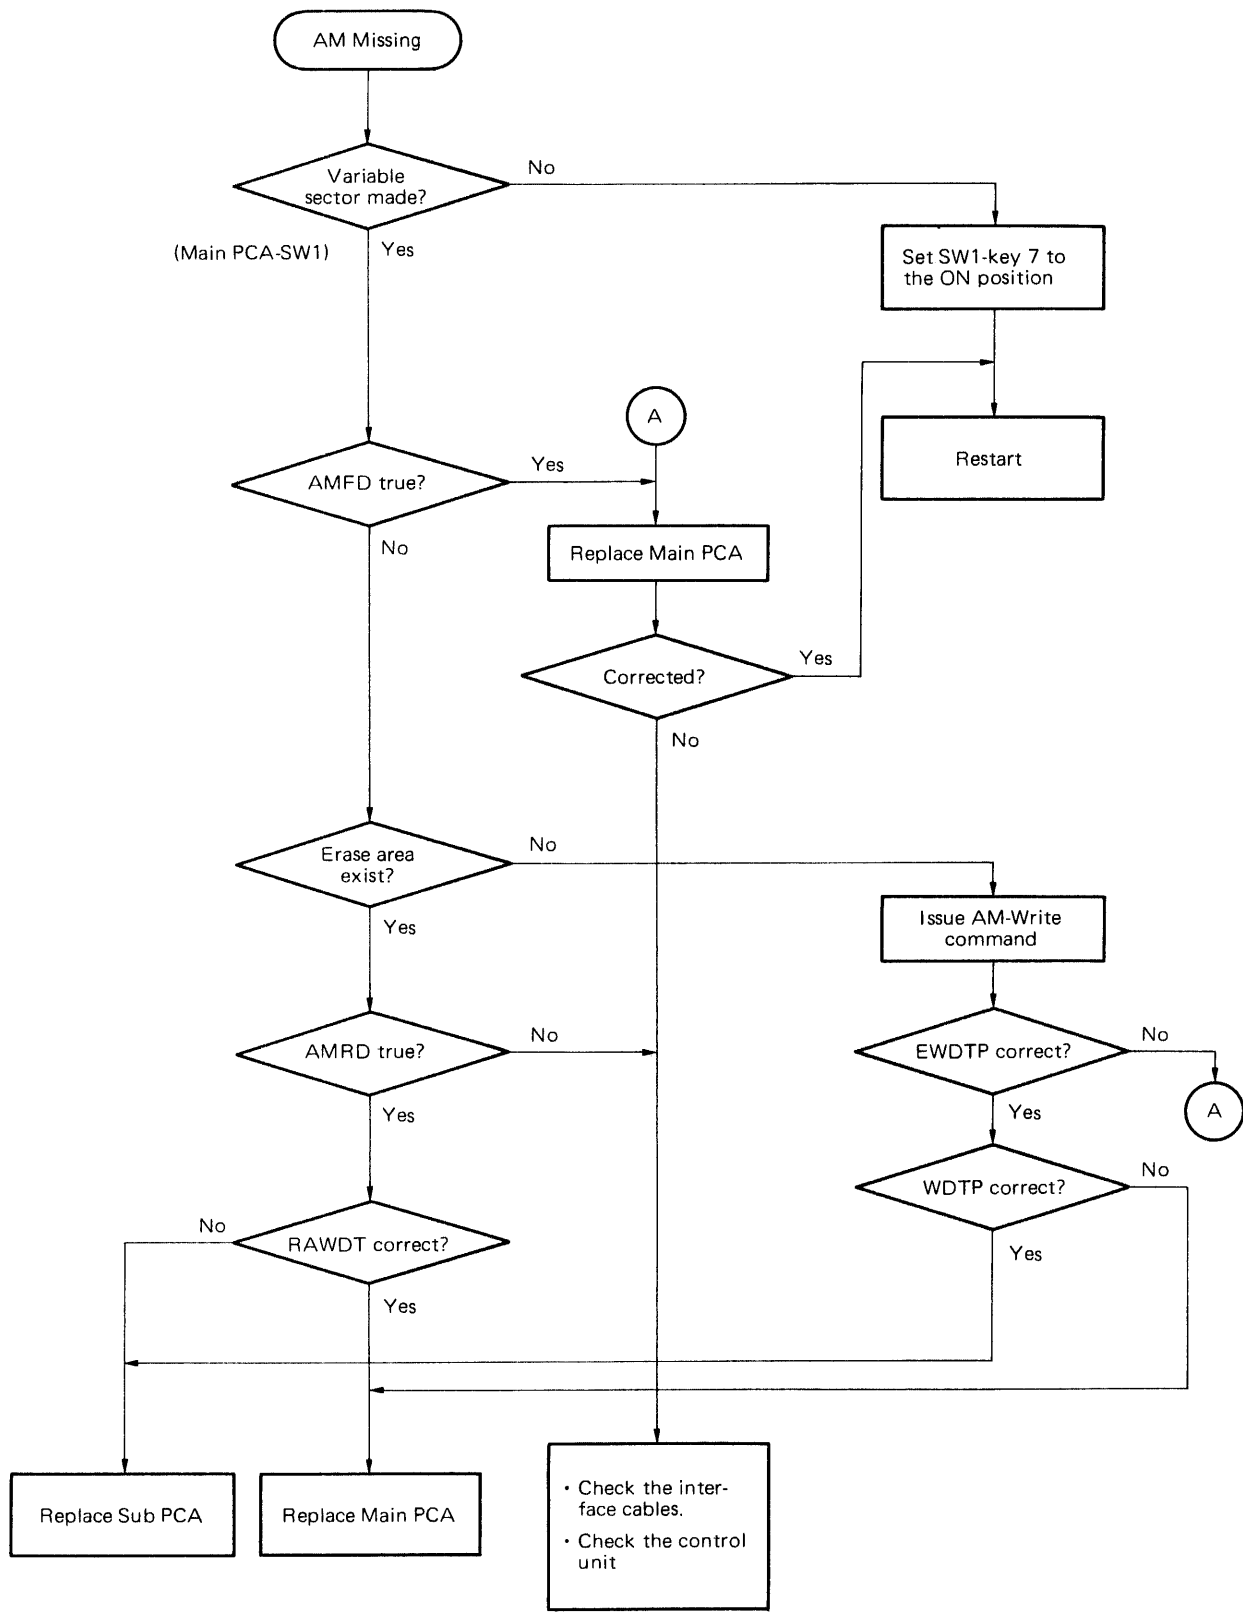 AM Missing
Variable
sector made?
No
(Main PCA-SW1)
Yes
Set SW1-key 7 to
the ON position
A
Restart
AMFD true?
Yes
No
Replace Main PCA
Corrected?
Yes
No
Erase area
exist?
No
Yes
Issue AM-Write
command
AMRD true?
No
Yes
EWDTP correct?
No
Yes
A
WDTP correct?
No
Yes
No
RAWDT correct?
Yes
Replace Sub PCA
Replace Main PCA
· Check the inter-
face cables.
· Check the control
unit